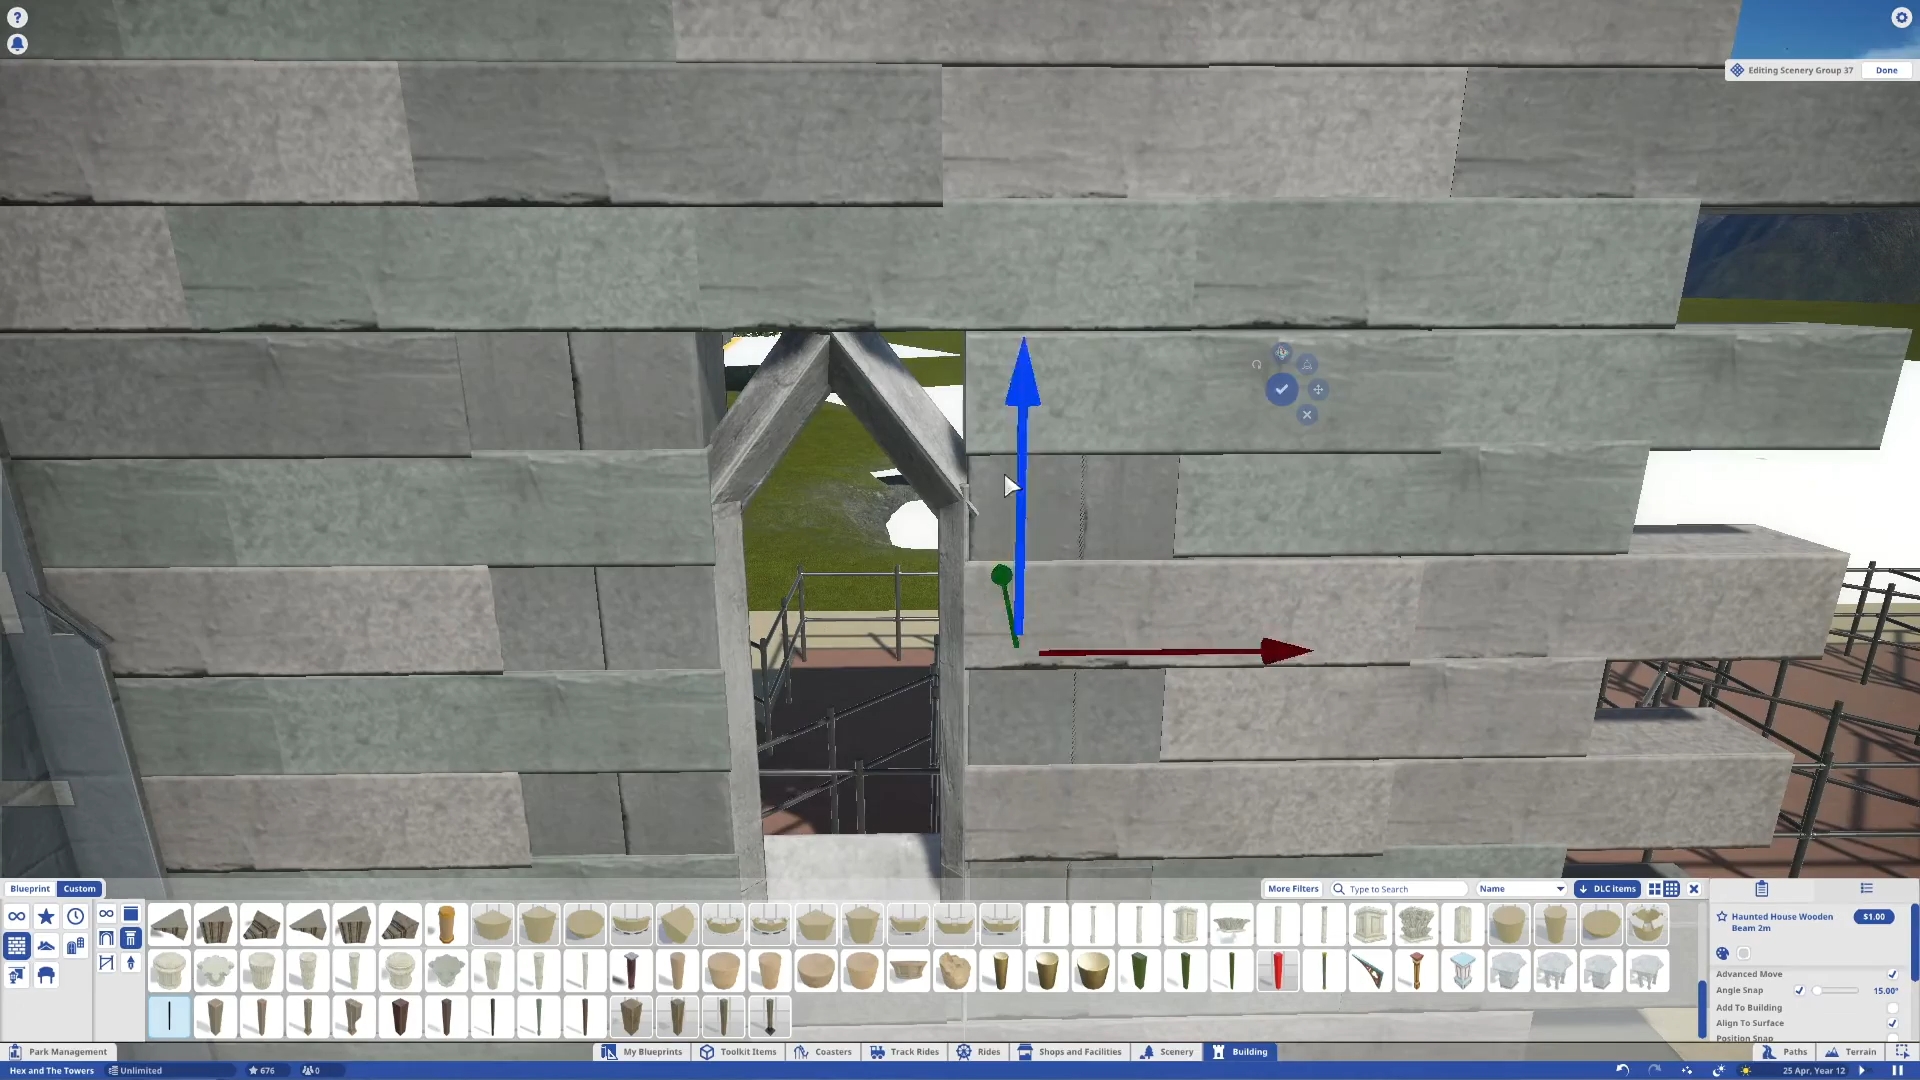 ?
Editing Scenery Group 37
Done
Blueprint
Custom
More Filters
Type to Search
Name
DLC items
Haunted House Wooden
Beam 2m
$1.00
Advanced Move
Angle Snap
15.00°
Add To Building
Align To Surface
Position Snap
Park Management
My Blueprints
Toolkit Items
Coasters
Track Rides
Rides
Shops and Facilities
Scenery
Building
Paths
Terrain
Hex and The Towers
Unlimited
676
0
25 Apr, Year 12